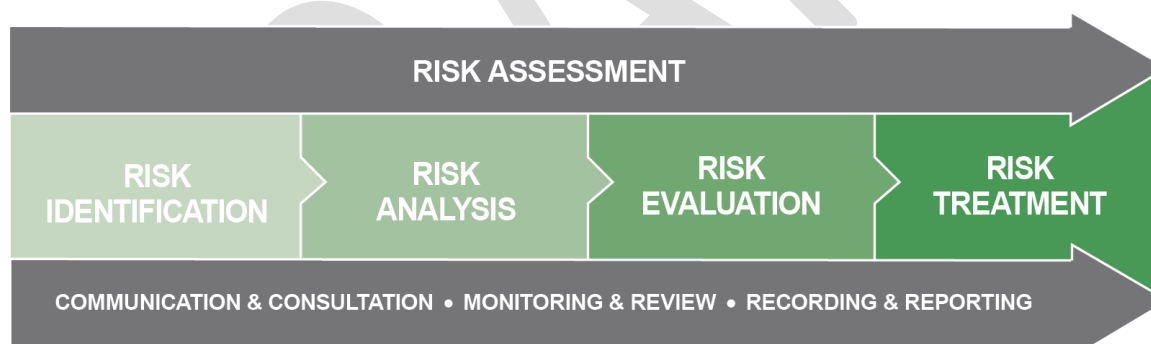 RISK ASSESSMENT
RISK
IDENTIFICATION
RISK
ANALYSIS
RISK
EVALUATION
RISK
TREATMENT
COMMUNICATION & CONSULTATION • MONITORING & REVIEW • RECORDING & REPORTING